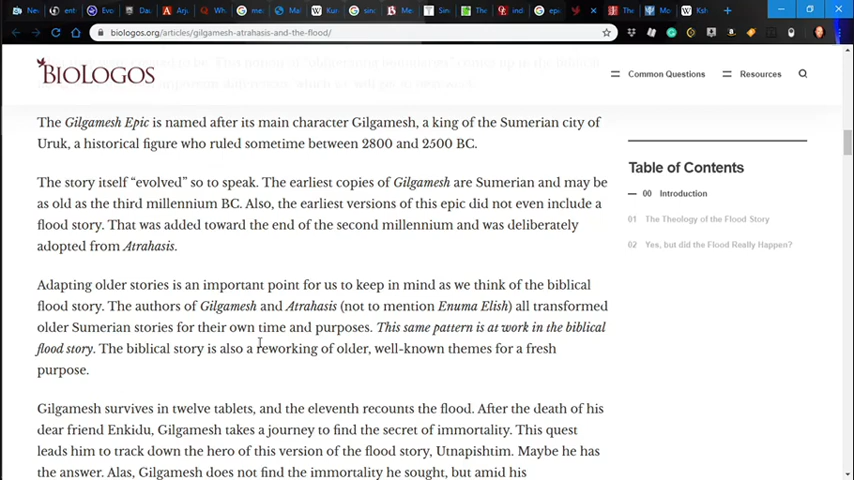 biologos.org/articles/gilgamesh-atrahasis-and-the-flood/
BIOLOGOS
Common Questions
Resources
The Gilgamesh Epic is named after its main character Gilgamesh, a king of the Sumerian city of
Uruk, a historical figure who ruled sometime between 2800 and 2500 BC.
The story itself “evolved” so to speak. The earliest copies of Gilgamesh are Sumerian and may be
as old as the third millennium BC. Also, the earliest versions of this epic did not even include a
flood story. That was added toward the end of the second millennium and was deliberately
adopted from Atrahasis.
Adapting older stories is an important point for us to keep in mind as we think of the biblical
flood story. The authors of Gilgamesh and Atrahasis (not to mention Enuma Elish) all transformed
older Sumerian stories for their own time and purposes. This same pattern is at work in the biblical
flood story. The biblical story is also a reworking of older, well-known themes for a fresh
purpose.
Gilgamesh survives in twelve tablets, and the eleventh recounts the flood. After the death of his
dear friend Enkidu, Gilgamesh takes a journey to find the secret of immortality. This quest
leads him to track down the hero of this version of the flood story, Utnapishtim. Maybe he has
the answer. Alas, Gilgamesh does not find the immortality he sought, but amid his
Table of Contents
00 Introduction
01 The Theology of the Flood Story
02 Yes, but did the Flood Really Happen?